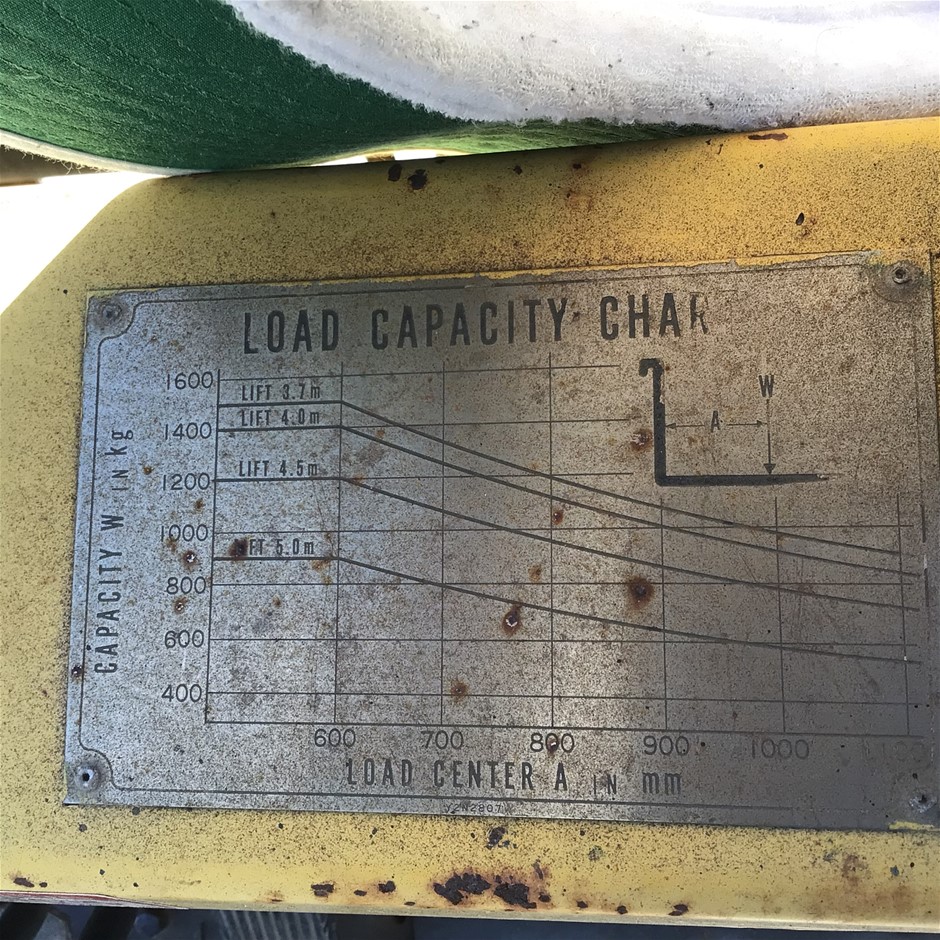 LOAD CAPACITY CHAR
1600
LIFT 3.7m
LIFT 4.0m
1400
LIFT 4.5m
1200
1000
FT 5.0m
800
600
400
CAPACITY W IN kg
W
A
600 700 800 900 1000
LOAD CENTER A IN mm